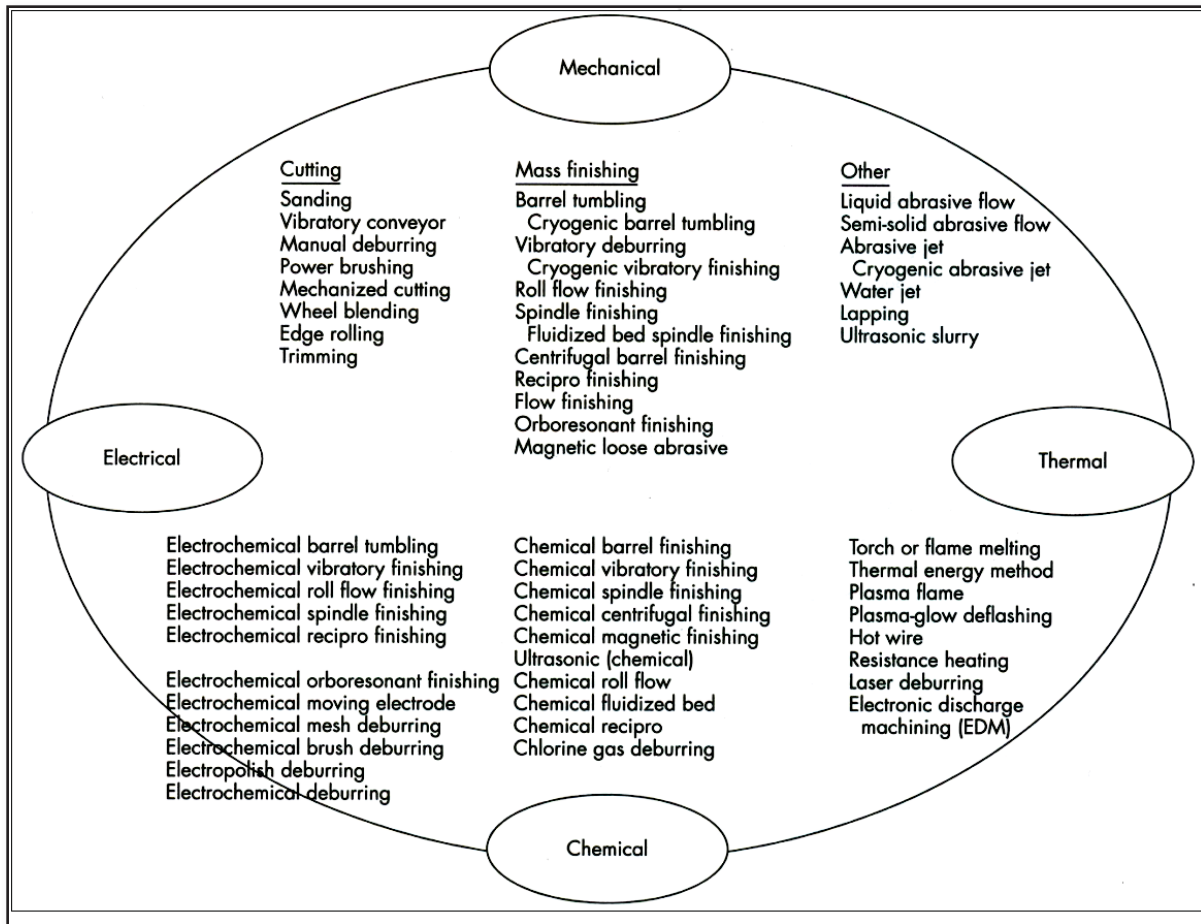 Mechanical
Cutting
Sanding
Vibratory conveyor
Manual deburring
Power brushing
Mechanized cutting
Wheel blending
Edge rolling
Trimming
Mass finishing
Barrel tumbling
Cryogenic barrel tumbling
Vibratory deburring
Cryogenic vibratory finishing
Roll flow finishing
Spindle finishing
Fluidized bed spindle finishing
Centrifugal barrel finishing
Recipro finishing
Flow finishing
Orboresonant finishing
Magnetic loose abrasive
Other
Liquid abrasive flow
Semi-solid abrasive flow
Abrasive jet
Cryogenic abrasive jet
Water jet
Lapping
Ultrasonic slurry
Electrical
Thermal
Electrochemical barrel tumbling
Electrochemical vibratory finishing
Electrochemical roll flow finishing
Electrochemical spindle finishing
Electrochemical recipro finishing
Electrochemical orboresonant finishing
Electrochemical moving electrode
Electrochemical mesh deburring
Electrochemical brush deburring
Electropolish deburring
Electrochemical deburring
Chemical barrel finishing
Chemical vibratory finishing
Chemical spindle finishing
Chemical centrifugal finishing
Chemical magnetic finishing
Ultrasonic (chemical)
Chemical roll flow
Chemical fluidized bed
Chemical recipro
Chlorine gas deburring
Torch or flame melting
Thermal energy method
Plasma flame
Plasma-glow deflashing
Hot wire
Resistance heating
Laser deburring
Electronic discharge
machining (EDM)
Chemical